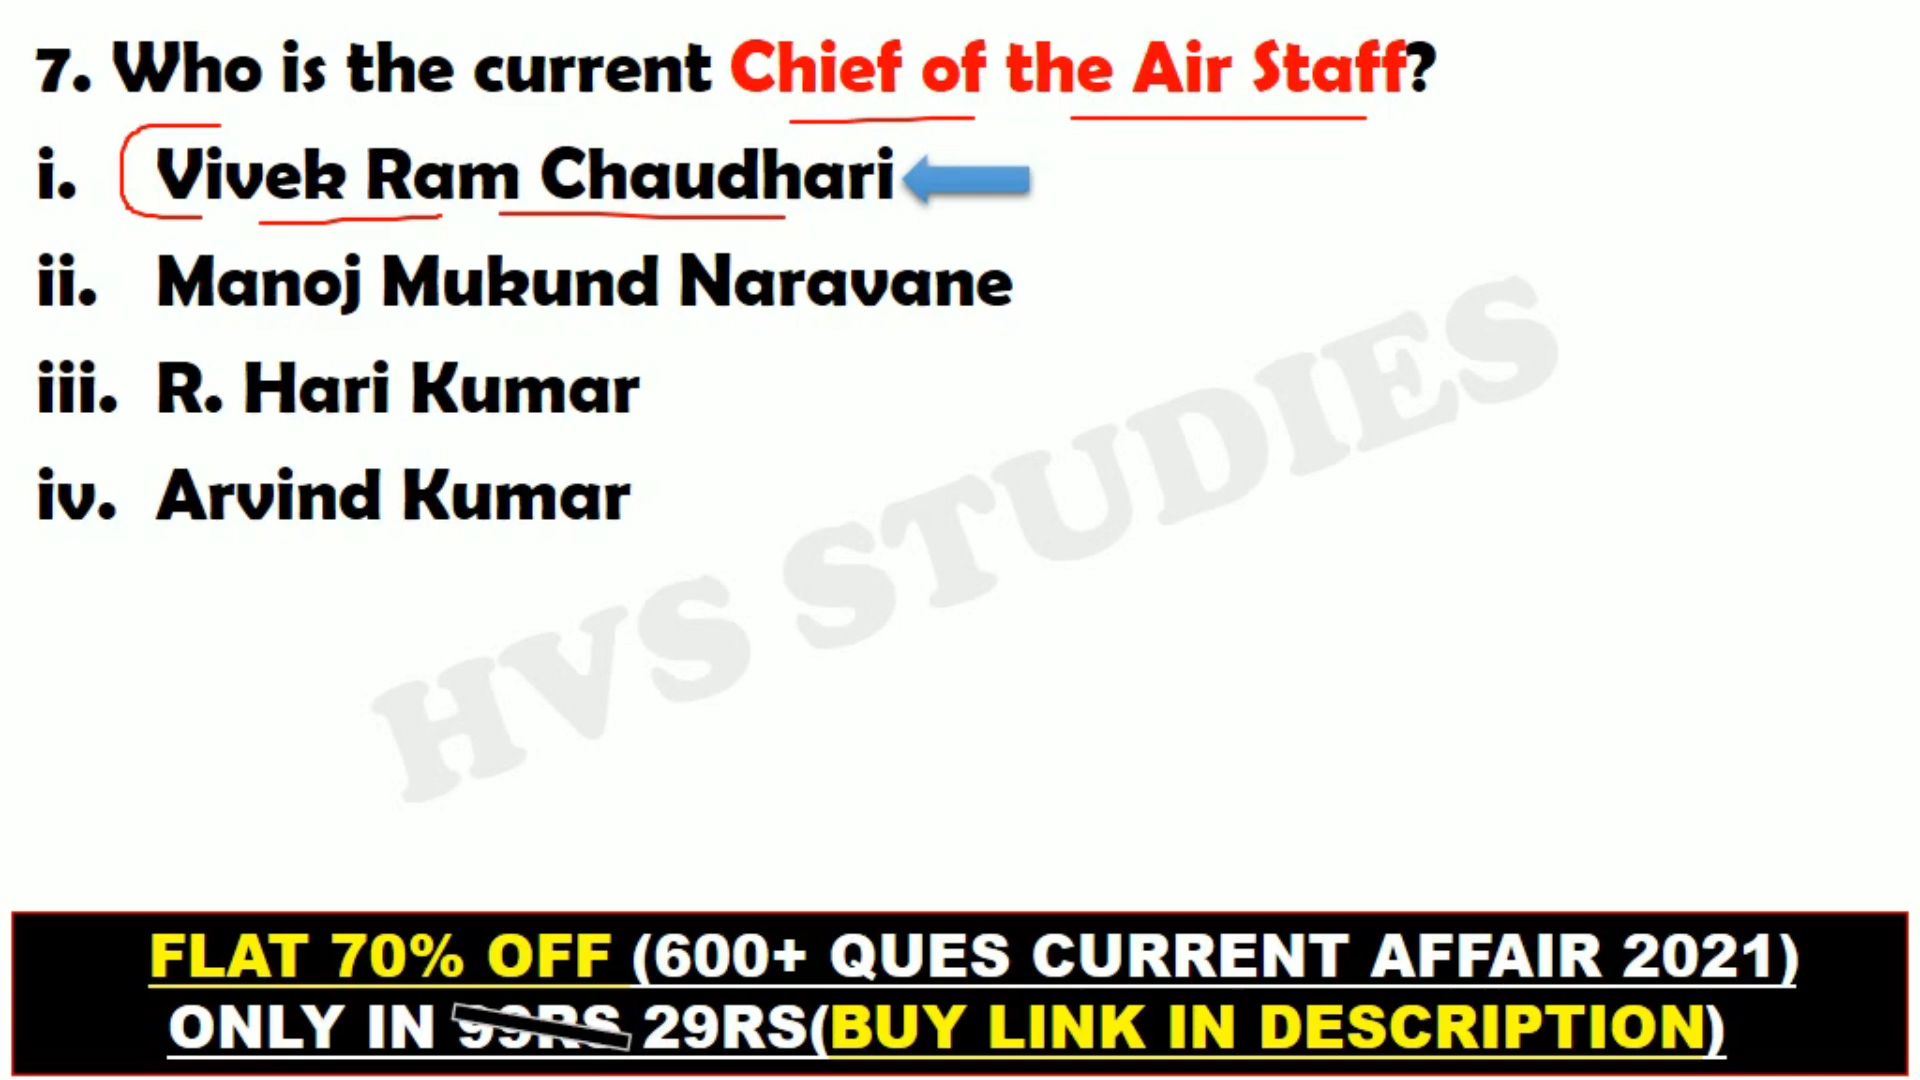 7. Who is the current Chief of the Air Staff?
i. Vivek Ram Chaudhari
ii. Manoj Mukund Naravane
iii. R. Hari Kumar
iv. Arvind Kumar
HVS STUDIES
FLAT 70% OFF (600+ QUES CURRENT AFFAIR 2021)
ONLY IN 99RS 29RS(BUY LINK IN DESCRIPTION)